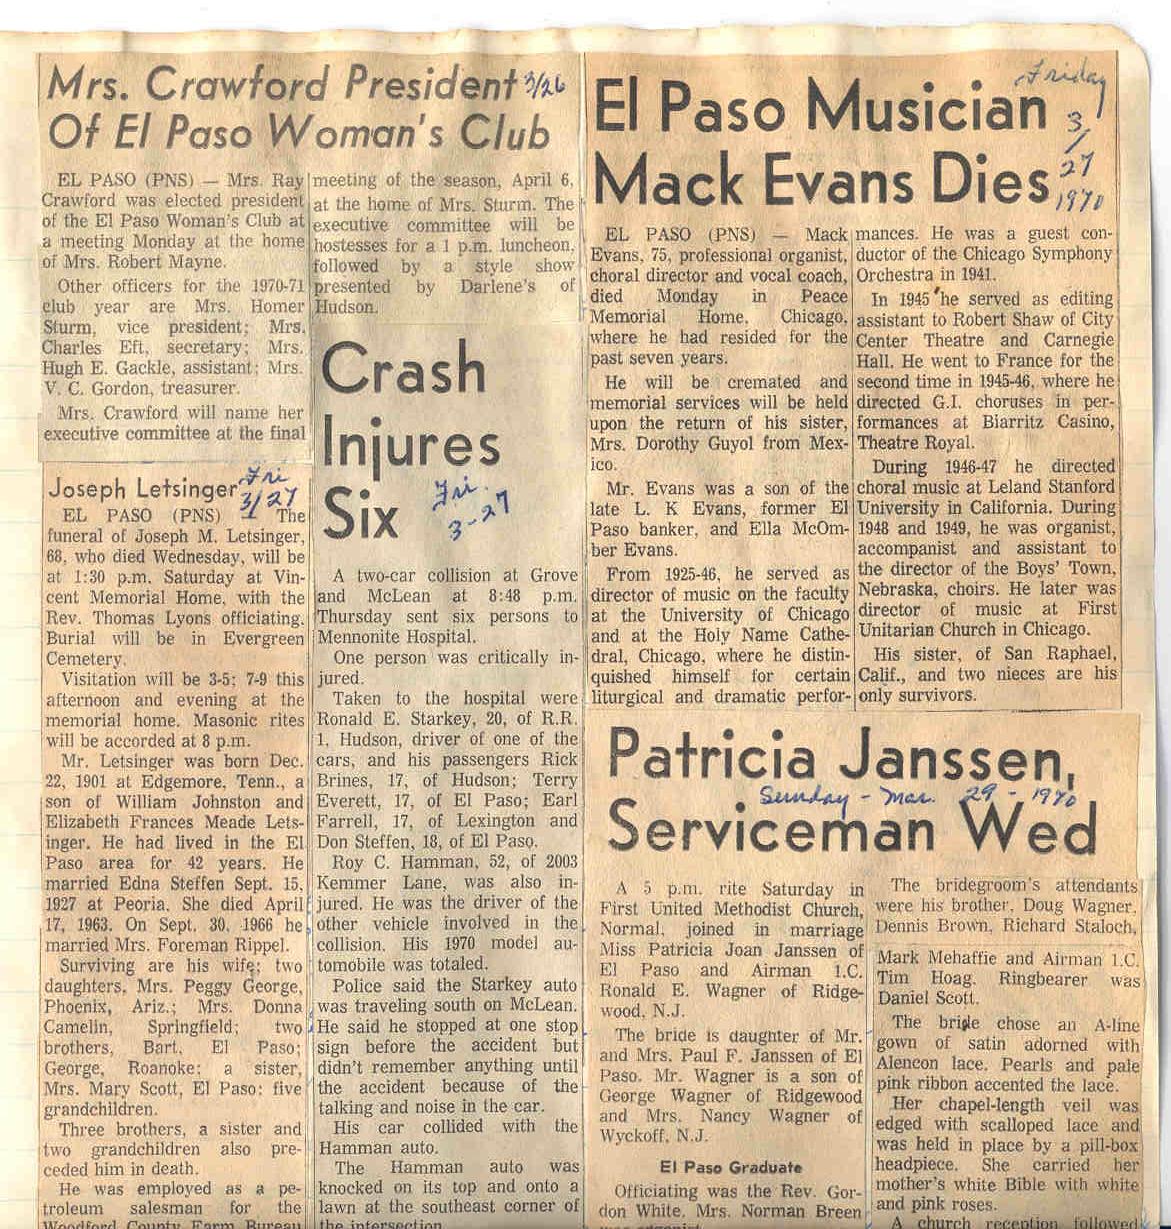 Mrs. Crawford President 3/26
Of El Paso Woman's Club
EL PASO (PNS) — Mrs. Ray
Crawford was elected president
of the El Paso Woman's Club at
a meeting Monday at the home
of Mrs. Robert Mayne.
Other officers for the 1970-71
club year are Mrs. Homer
Sturm, vice president; Mrs.
Charles Eft, secretary; Mrs.
Hugh E. Gackle, assistant; Mrs.
V. C. Gordon, treasurer.
Mrs. Crawford will name her
executive committee at the final
meeting of the season, April 6,
at the home of Mrs. Sturm. The
executive committee will be
hostesses for a 1 p.m. luncheon,
followed by a style show
presented by Darlene's of
Hudson.
Joseph Letsinger Fri
3/27
EL PASO (PNS) — The
funeral of Joseph M. Letsinger,
68, who died Wednesday, will be
at 1:30 p.m. Saturday at Vin-
cent Memorial Home, with the
Rev. Thomas Lyons officiating.
Burial will be in Evergreen
Cemetery.
Visitation will be 3-5; 7-9 this
afternoon and evening at the
memorial home. Masonic rites
will be accorded at 8 p.m.
Mr. Letsinger was born Dec.
22, 1901 at Edgemore, Tenn., a
son of William Johnston and
Elizabeth Frances Meade Lets-
inger. He had lived in the El
Paso area for 42 years. He
married Edna Steffen Sept. 15,
1927 at Peoria. She died April
17, 1963. On Sept. 30, 1966 he
married Mrs. Foreman Rippel.
Surviving are his wife; two
daughters, Mrs. Peggy George,
Phoenix, Ariz.; Mrs. Donna
Camelin, Springfield; two
brothers, Bart, El Paso;
George, Roanoke; a sister,
Mrs. Mary Scott, El Paso; five
grandchildren.
Three brothers, a sister and
two grandchildren also pre-
ceded him in death.
He was employed as a pe-
troleum salesman for the
Woodford County Farm Bureau
Crash
Injures
Six
Fri.
3-27
A two-car collision at Grove
and McLean at 8:48 p.m.
Thursday sent six persons to
Mennonite Hospital.
One person was critically in-
jured.
Taken to the hospital were
Ronald E. Starkey, 20, of R.R.
1, Hudson, driver of one of the
cars, and his passengers Rick
Brines, 17, of Hudson; Terry
Everett, 17, of El Paso; Earl
Farrell, 17, of Lexington and
Don Steffen, 18, of El Paso.
Roy C. Hamman, 52, of 2003
Kemmer Lane, was also in-
jured. He was the driver of the
other vehicle involved in the
collision. His 1970 model au-
tomobile was totaled.
Police said the Starkey auto
was traveling south on McLean.
He said he stopped at one stop
sign before the accident but
didn't remember anything until
the accident because of the
talking and noise in the car.
His car collided with the
Hamman auto.
The Hamman auto was
knocked on its top and onto a
lawn at the southeast corner of
the intersection.
El Paso Musician
Mack Evans Dies
Friday
3/
27
1970
EL PASO (PNS) — Mack
Evans, 75, professional organist,
choral director and vocal coach,
died Monday in Peace
Memorial Home, Chicago,
where he had resided for the
past seven years.
He will be cremated and
memorial services will be held
upon the return of his sister,
Mrs. Dorothy Guyol from Mex-
ico.
Mr. Evans was a son of the
late L. K Evans, former El
Paso banker, and Ella McOm-
ber Evans.
From 1925-46, he served as
director of music on the faculty
at the University of Chicago
and at the Holy Name Cathe-
dral, Chicago, where he distin-
quished himself for certain
liturgical and dramatic perfor-
mances. He was a guest con-
ductor of the Chicago Symphony
Orchestra in 1941.
In 1945 he served as editing
assistant to Robert Shaw of City
Center Theatre and Carnegie
Hall. He went to France for the
second time in 1945-46, where he
directed G.I. choruses in per-
formances at Biarritz Casino,
Theatre Royal.
During 1946-47 he directed
choral music at Leland Stanford
University in California. During
1948 and 1949, he was organist,
accompanist and assistant to
the director of the Boys' Town,
Nebraska, choirs. He later was
director of music at First
Unitarian Church in Chicago.
His sister, of San Raphael,
Calif., and two nieces are his
only survivors.
Patricia Janssen,
Sunday - Mar. 29 - 1970
Serviceman Wed
A 5 p.m. rite Saturday in
First United Methodist Church,
Normal, joined in marriage
Miss Patricia Joan Janssen of
El Paso and Airman 1.C.
Ronald E. Wagner of Ridge-
wood, N.J.
The bride is daughter of Mr.
and Mrs. Paul F. Janssen of El
Paso. Mr. Wagner is a son of
George Wagner of Ridgewood
and Mrs. Nancy Wagner of
Wyckoff, N.J.
El Paso Graduate
Officiating was the Rev. Gor-
don White. Mrs. Norman Breen
was organist.
The bridegroom's attendants
were his brother, Doug Wagner,
Dennis Brown, Richard Staloch,
Mark Mehaffie and Airman 1.C.
Tim Hoag. Ringbearer was
Daniel Scott.
The bride chose an A-line
gown of satin adorned with
Alencon lace. Pearls and pale
pink ribbon accented the lace.
Her chapel-length veil was
edged with scalloped lace and
was held in place by a pill-box
headpiece. She carried her
mother's white Bible with white
and pink roses.
A church reception followed